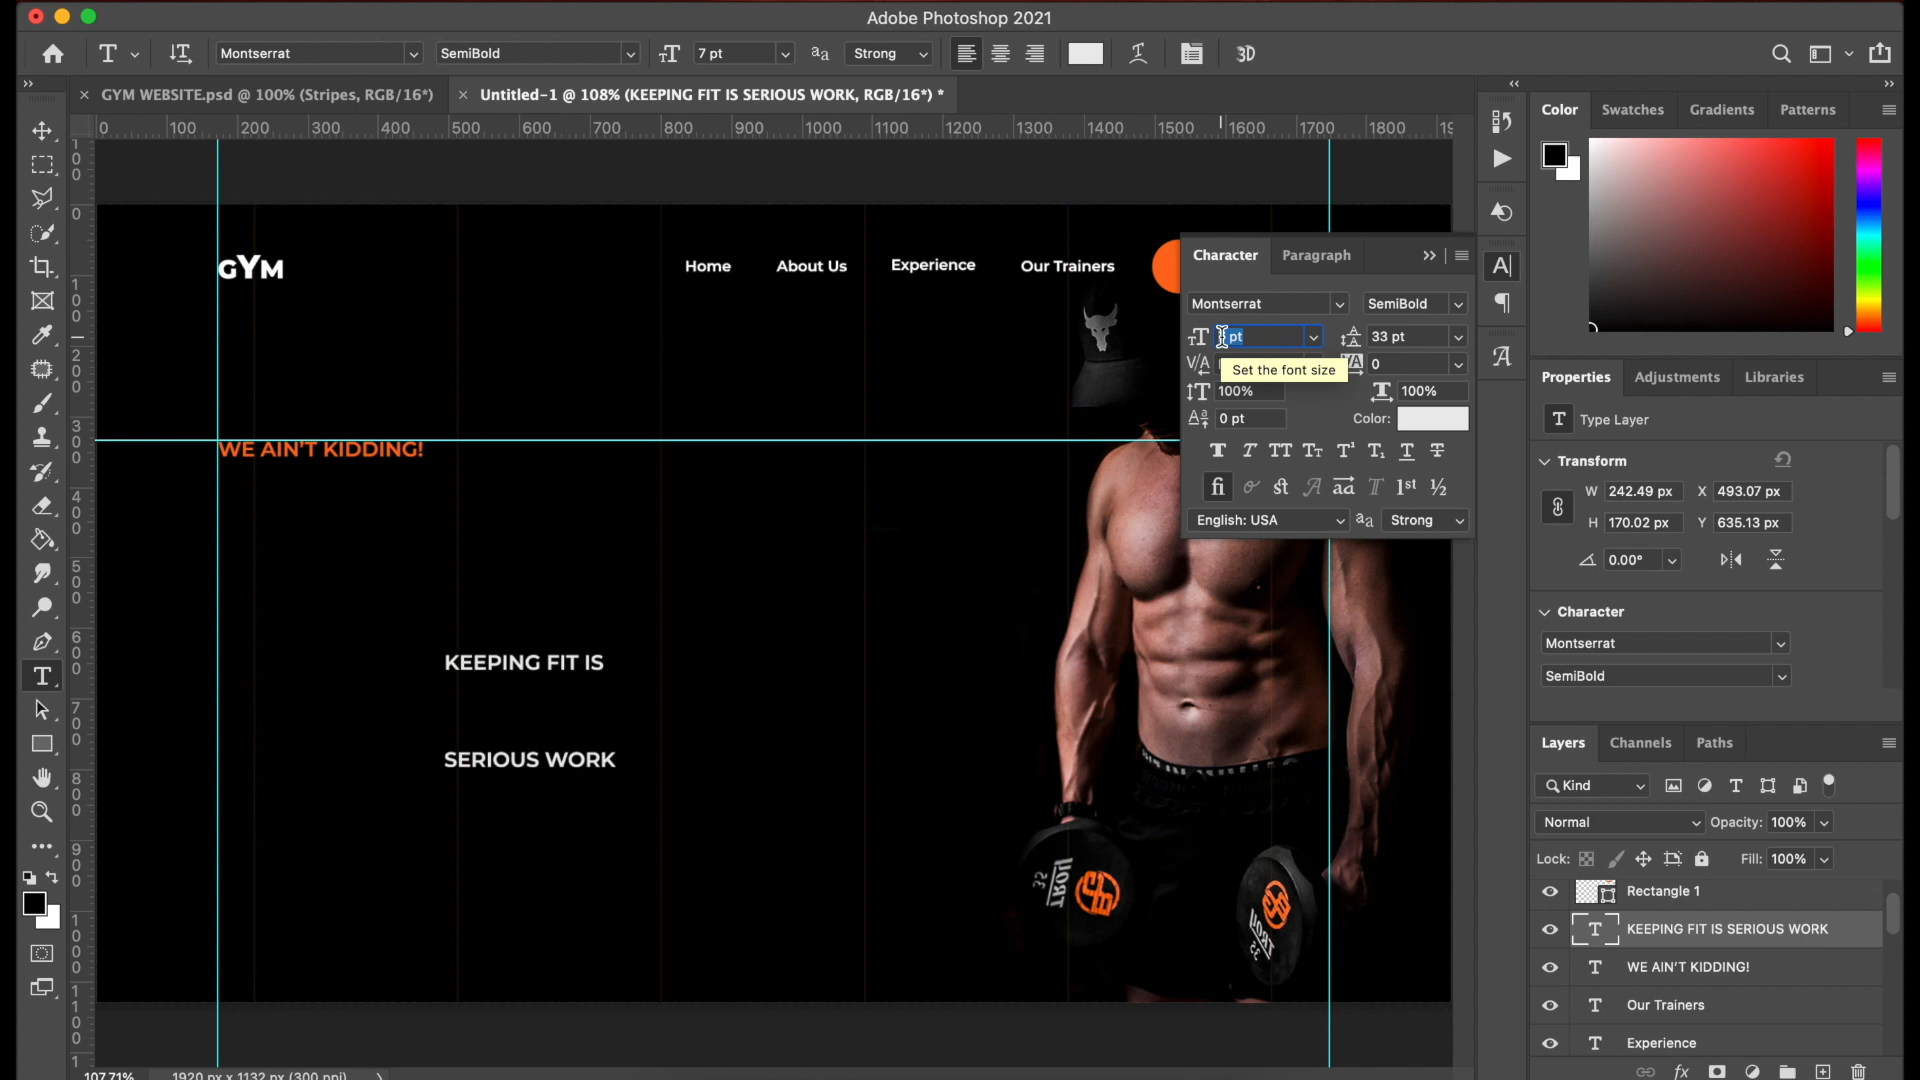 Adobe Photoshop 2021
Montserrat
SemiBold
7 pt
Strong
3D
GYM WEBSITE.psd @ 100% (Stripes, RGB/16*)
Untitled-1 @ 108% (KEEPING FIT IS SERIOUS WORK, RGB/16*) *
0 100 200 300 400 500 600 700 800 900 1000 1100 1200 1300 1400 1500 1600 1700 1800
GYM
Home
About Us
Experience
Our Trainers
WE AIN'T KIDDING!
KEEPING FIT IS
SERIOUS WORK
Character
Paragraph
Montserrat
SemiBold
pt
33 pt
0
Set the font size
100%
100%
0 pt
Color:
English: USA
Strong
Color
Swatches
Gradients
Patterns
Properties
Adjustments
Libraries
Type Layer
Transform
W 242.49 px X 493.07 px
H 170.02 px Y 635.13 px
0.00°
Character
Montserrat
SemiBold
Layers
Channels
Paths
Kind
Normal
Opacity: 100%
Lock:
Fill: 100%
Rectangle 1
KEEPING FIT IS SERIOUS WORK
WE AIN'T KIDDING!
Our Trainers
Experience
107.71%
1920 px x 1132 px (300 ppi)